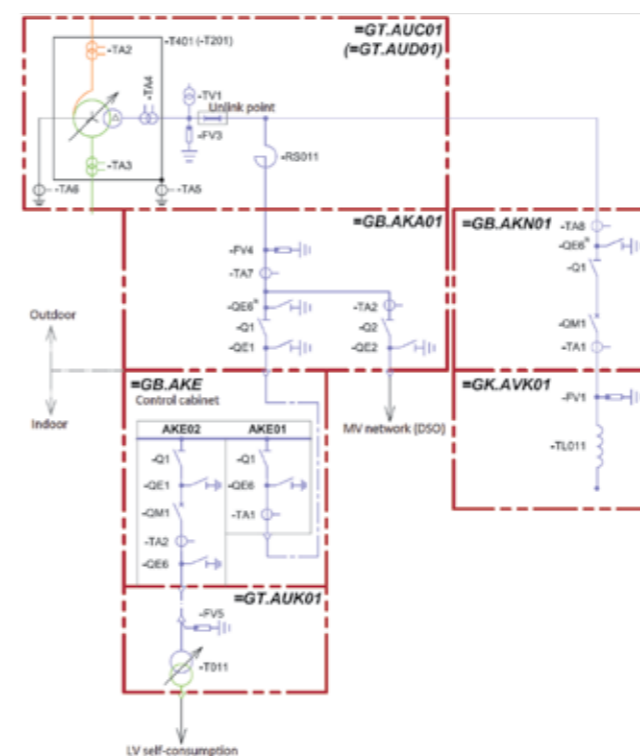 =GT.AUC01
(=GT.AUD01)
-TA2
-T401 (-T201)
-TA4
-TV1
Unlink point
-FV3
-RS011
-TA3
-TA6
-TA5
=GB.AKA01
=GB.AKN01
-TA8
-QE6*
-FV4
-TA7
-Q1
-QE6*
-TA2
Outdoor
-Q1
-Q2
-QM1
-QE1
-QE2
-TA1
=GB.AKE
=GK.AVK01
Control cabinet
-FV1
Indoor
AKE02
AKE01
MV network (DSO)
-Q1
-Q1
-TL011
-QE1
-QE6
-QM1
-TA1
-TA2
-QE6
=GT.AUK01
-FV5
-T011
LV self-consumption